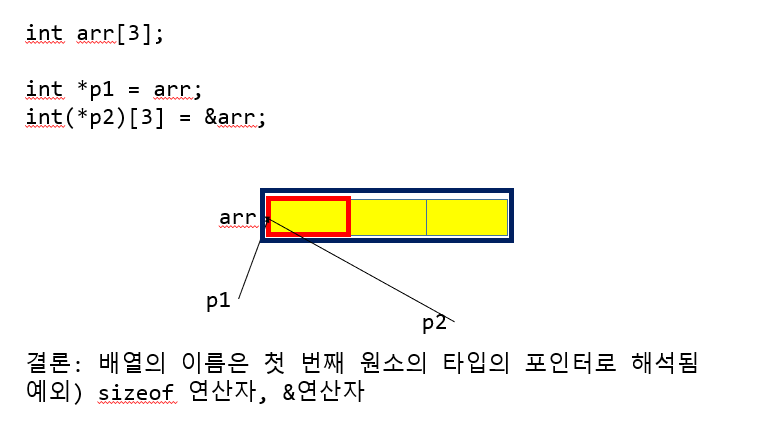 int arr[3];
int *p1 = arr;
int(*p2)[3] = &arr;
arr
p1
p2
결론: 배열의 이름은 첫 번째 원소의 타입의 포인터로 해석됨
예외) sizeof 연산자, &연산자